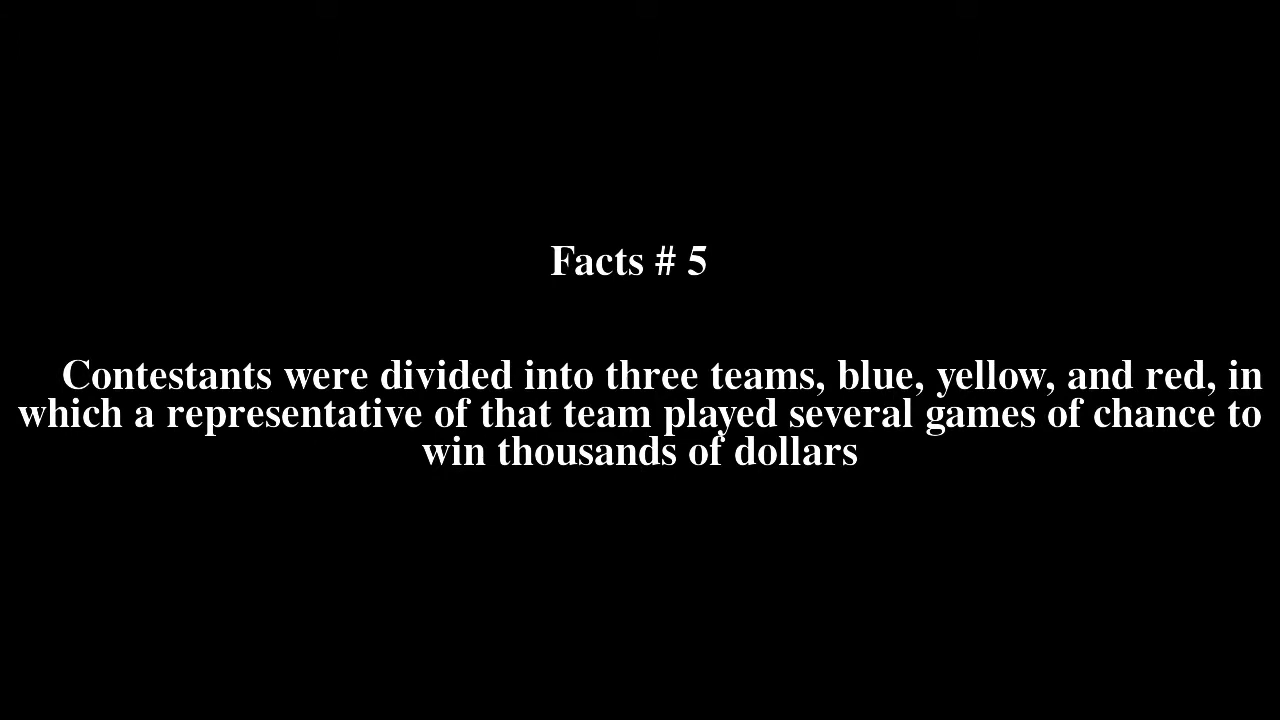 Facts # 5
Contestants were divided into three teams, blue, yellow, and red, in
which a representative of that team played several games of chance to
win thousands of dollars